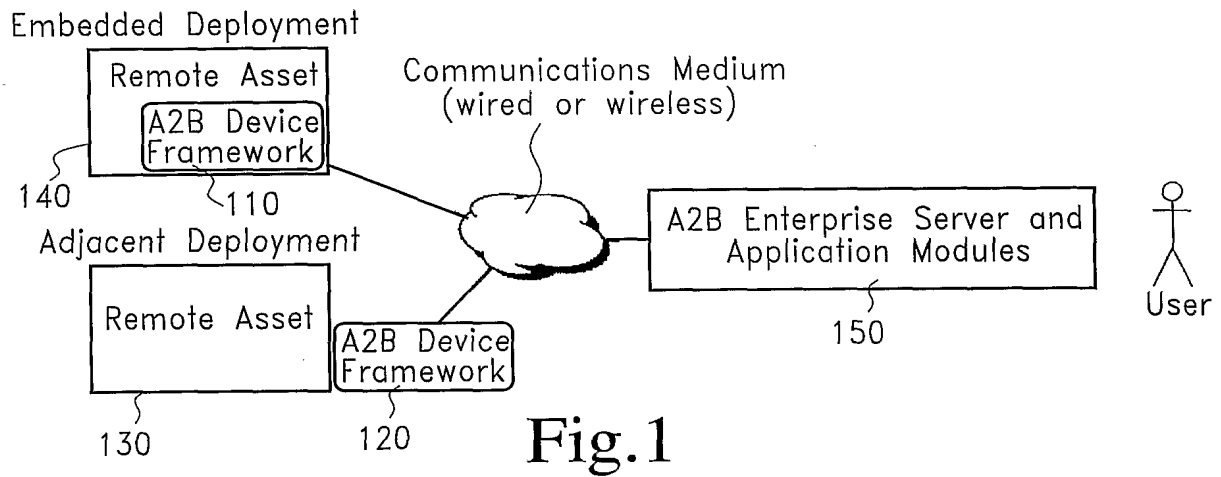 Embedded Deployment
Remote Asset
A2B Device
Framework
140
110
Communications Medium
(wired or wireless)
A2B Enterprise Server and
Application Modules
150
User
Adjacent Deployment
Remote Asset
A2B Device
Framework
130
120
Fig.1